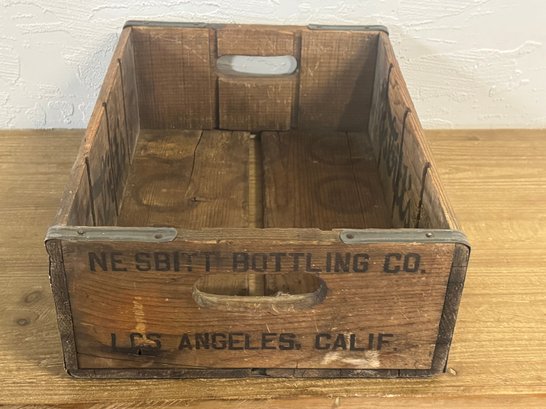 NESBITT BOTTLING CO.
LOS ANGELES. CALIF.